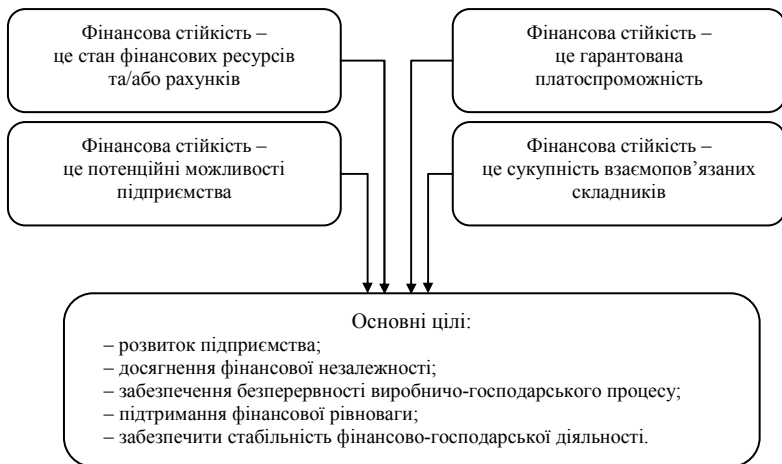 Фінансова стійкість –
це стан фінансових ресурсів
та/або рахунків
Фінансова стійкість –
це гарантована
платоспроможність
Фінансова стійкість –
це потенційні можливості
підприємства
Фінансова стійкість –
це сукупність взаємопов’язаних
складників
Основні цілі:
– розвиток підприємства;
– досягнення фінансової незалежності;
– забезпечення безперервності виробничо-господарського процесу;
– підтримання фінансової рівноваги;
– забезпечити стабільність фінансово-господарської діяльності.